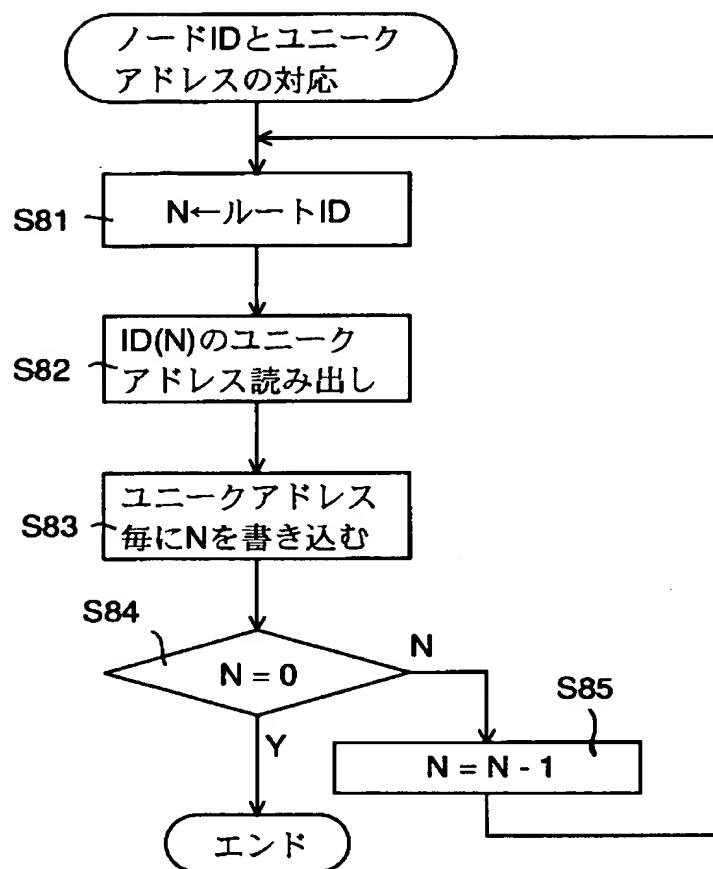 ノードIDとユニーク
アドレスの対応
S81
N←ルートID
S82
ID(N)のユニーク
アドレス読み出し
S83
ユニークアドレス
毎にNを書き込む
S84
N = 0
N
Y
S85
N = N - 1
エンド